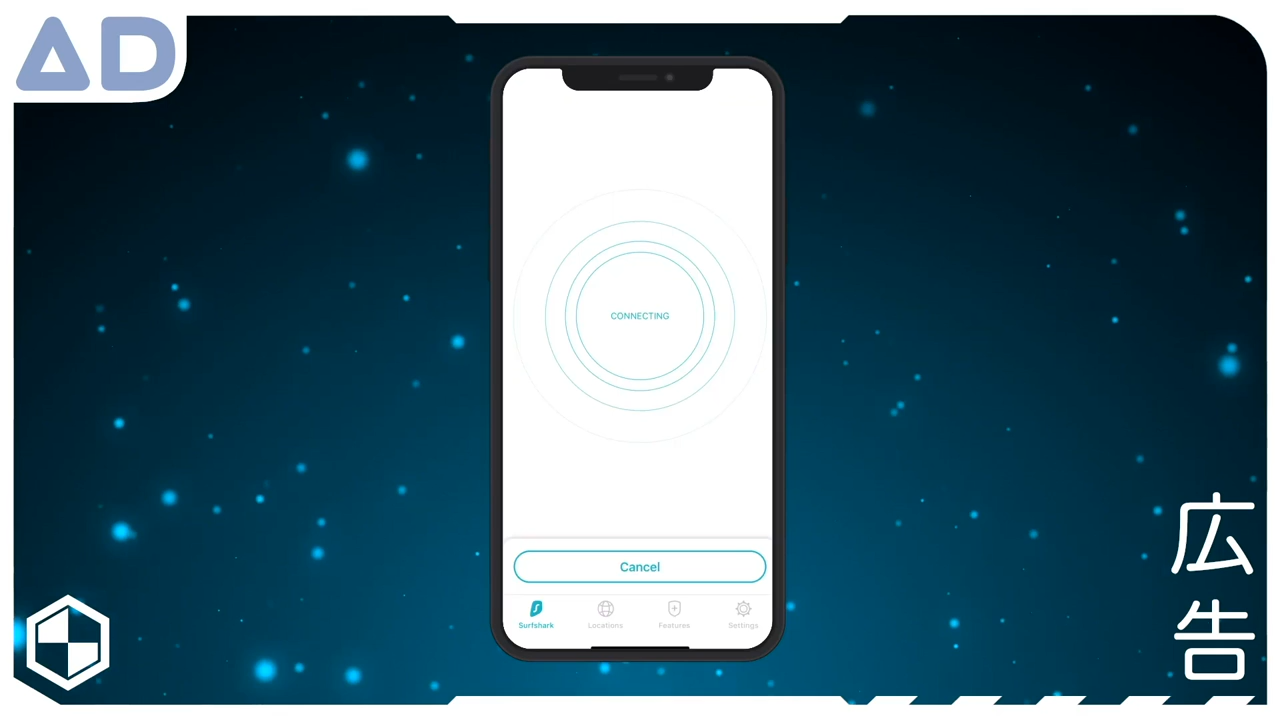 AD
CONNECTING
Cancel
Surfshark
Locations
Features
Settings
広告